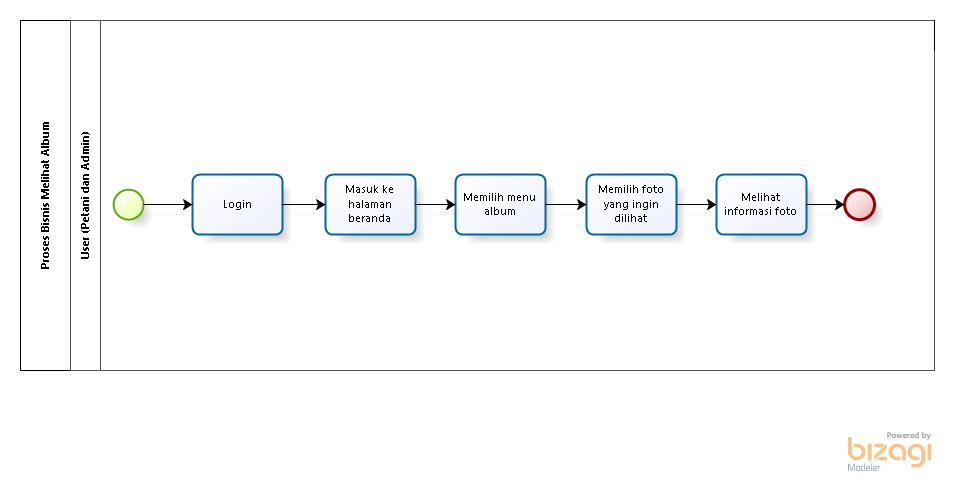 Proses Bisnis Melihat Album
User (Petani dan Admin)
Login
Masuk ke
halaman
beranda
Memilih menu
album
Memilih foto
yang ingin
dilihat
Melihat
informasi foto
Powered by
bizagi
Modeler